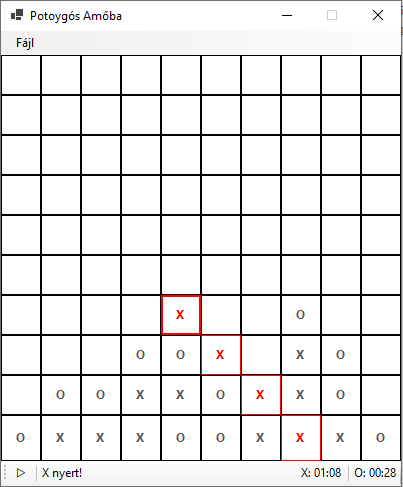 Potoygós Amőba
Fájl
X O
O O X X O
O O X X O X X O
O X X X O O X X X O
X nyert! X: 01:08 O: 00:28